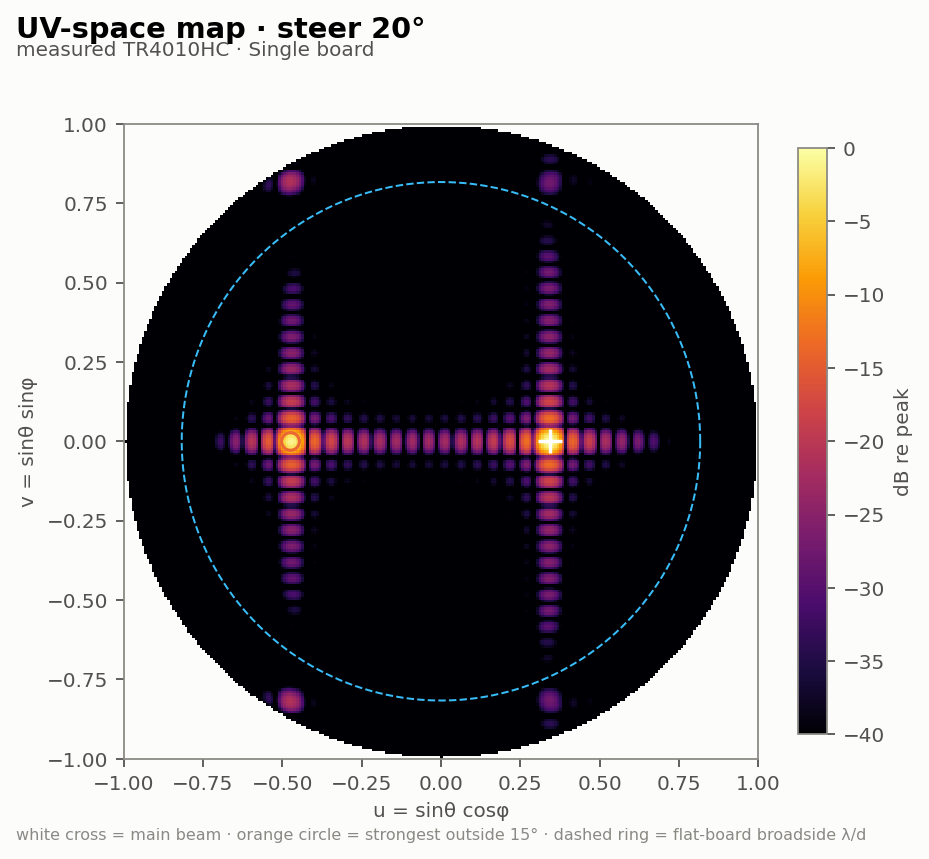 UV-space map · steer 20°
measured TR4010HC · Single board
1.00
0.75
0.50
0.25
0.00
−0.25
−0.50
−0.75
−1.00
v = sinθ sinφ
−1.00 −0.75 −0.50 −0.25 0.00 0.25 0.50 0.75 1.00
u = sinθ cosφ
0
−5
−10
−15
−20
−25
−30
−35
−40
dB re peak
white cross = main beam · orange circle = strongest outside 15° · dashed ring = flat-board broadside λ/d